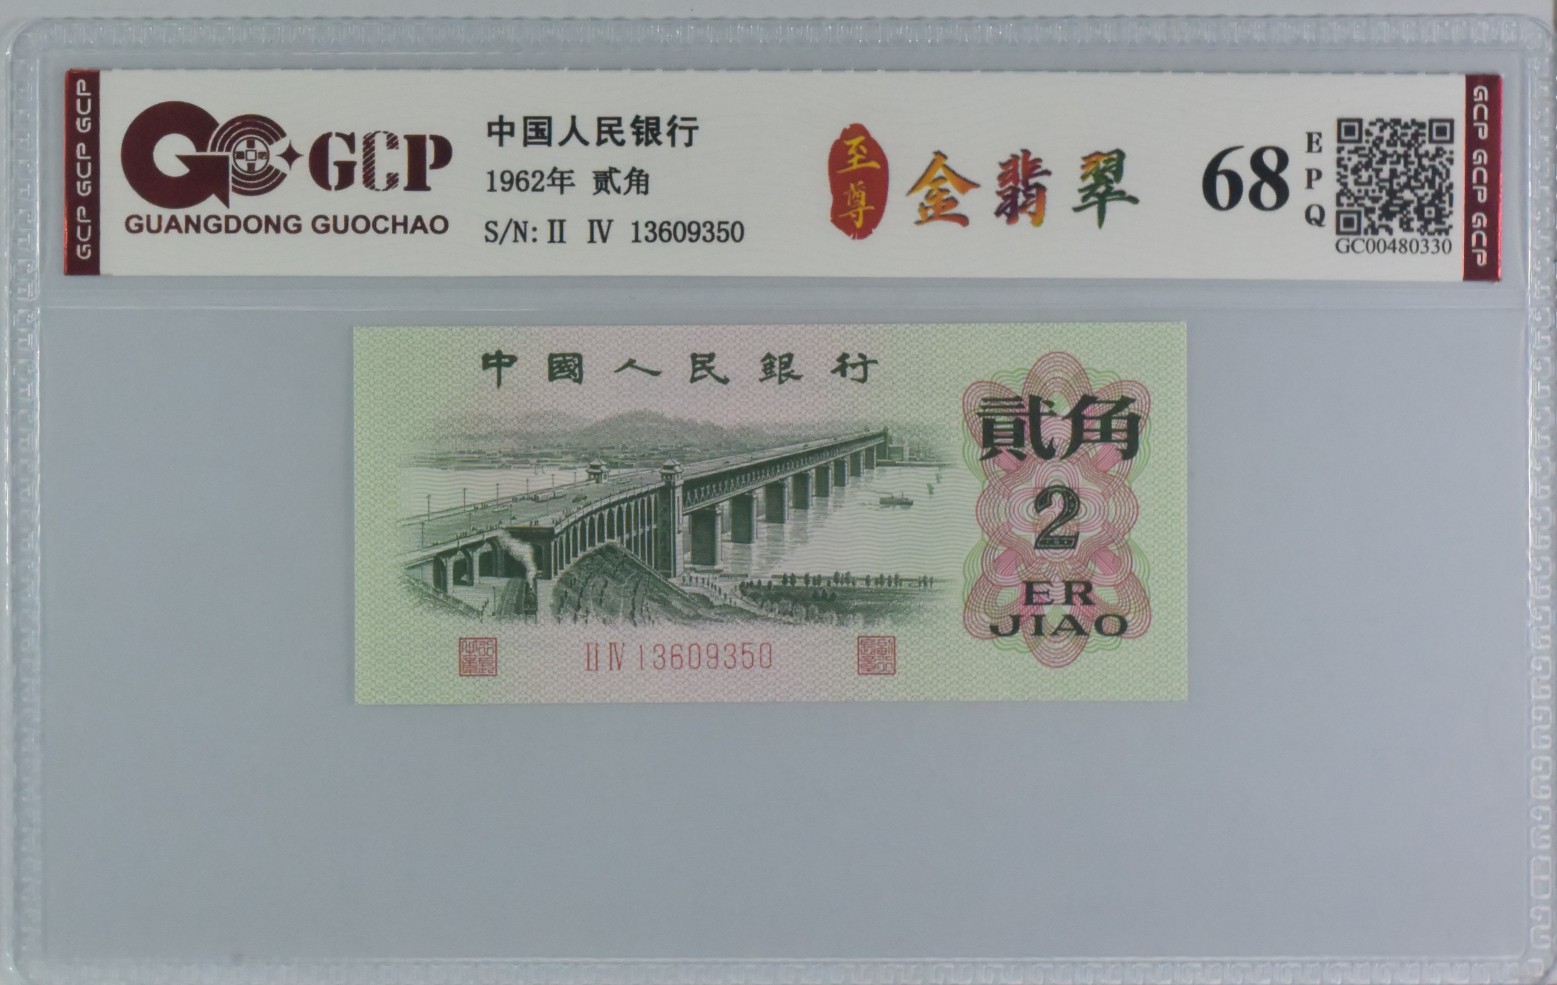 GCP GCP GCP
GCP
GUANGDONG GUOCHAO
中国人民银行
1962年 贰角
S/N: II IV 13609350
至尊
金翡翠
68
EPQ
GC00480330
GCP GCP GCP
中國人民銀行
貳角
2
ER
JIAO
II IV 13609350